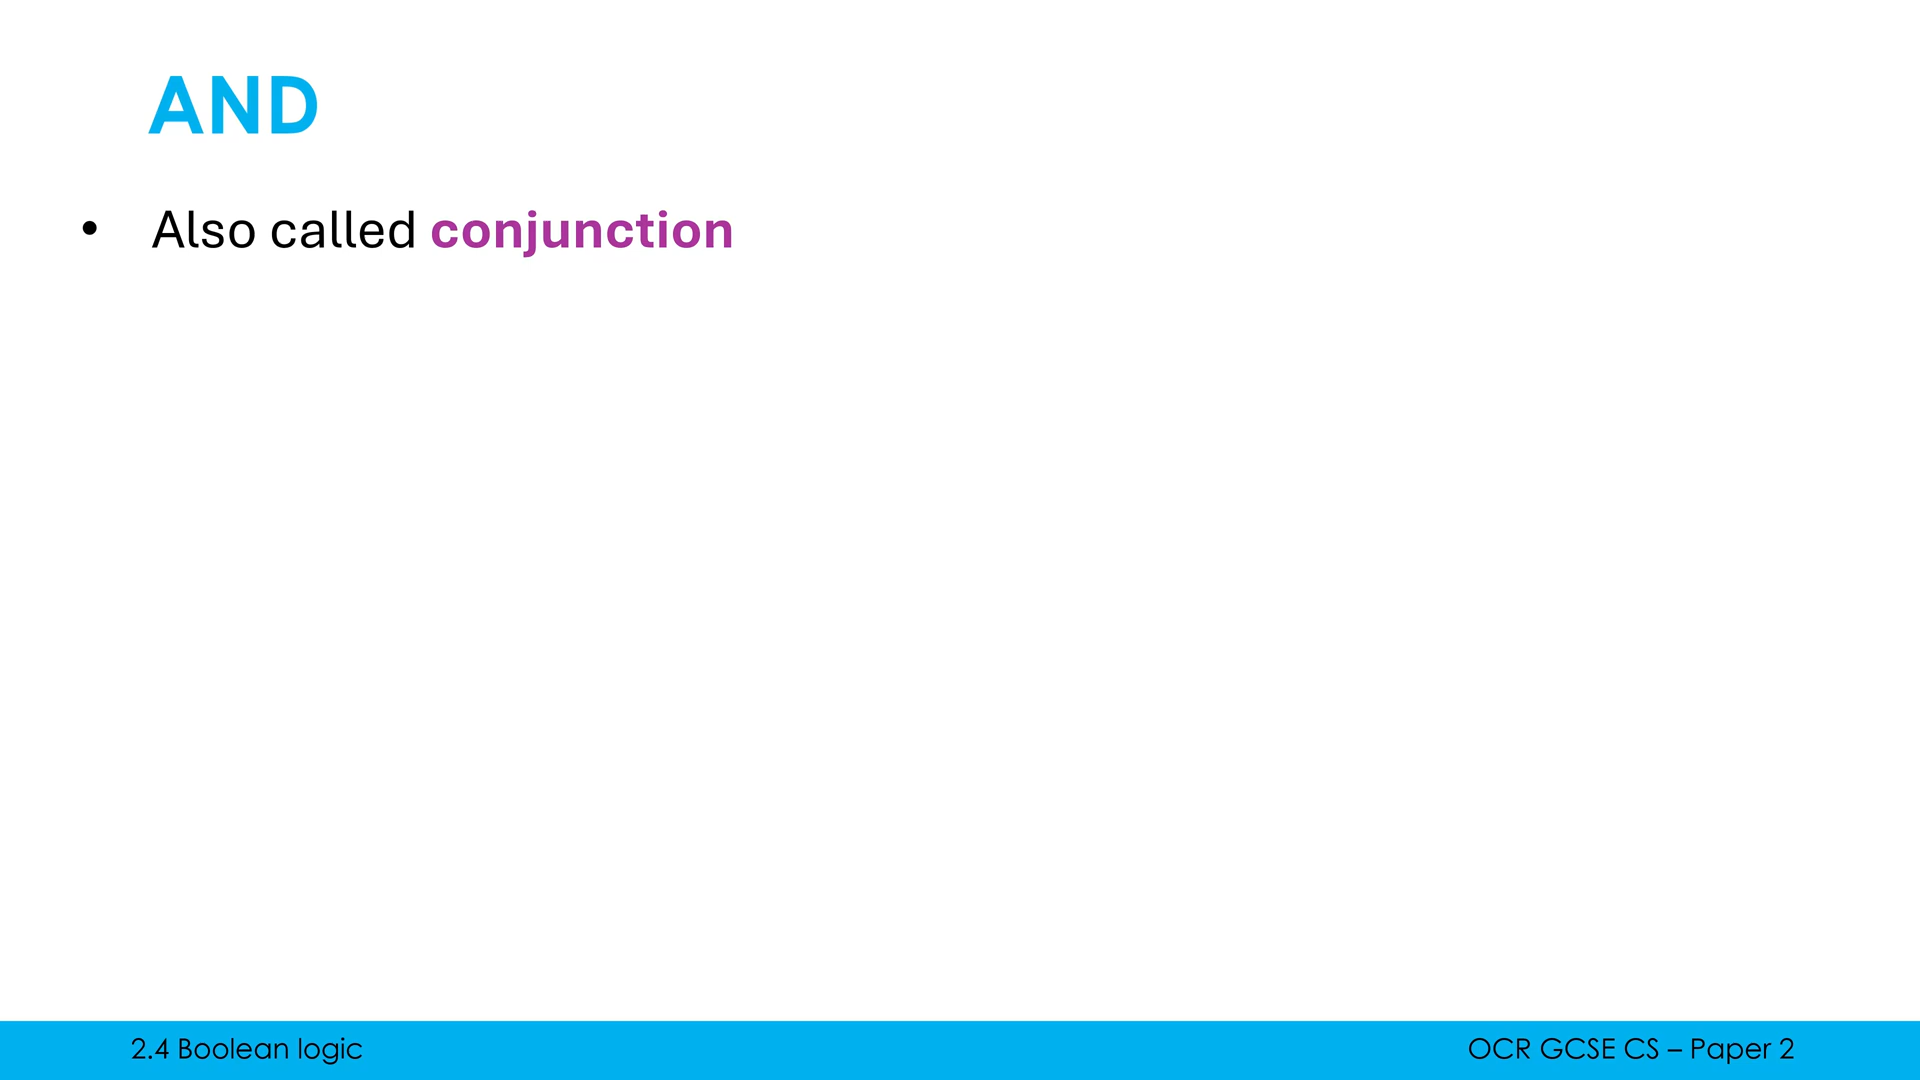 AND
• Also called conjunction
2.4 Boolean logic
OCR GCSE CS – Paper 2